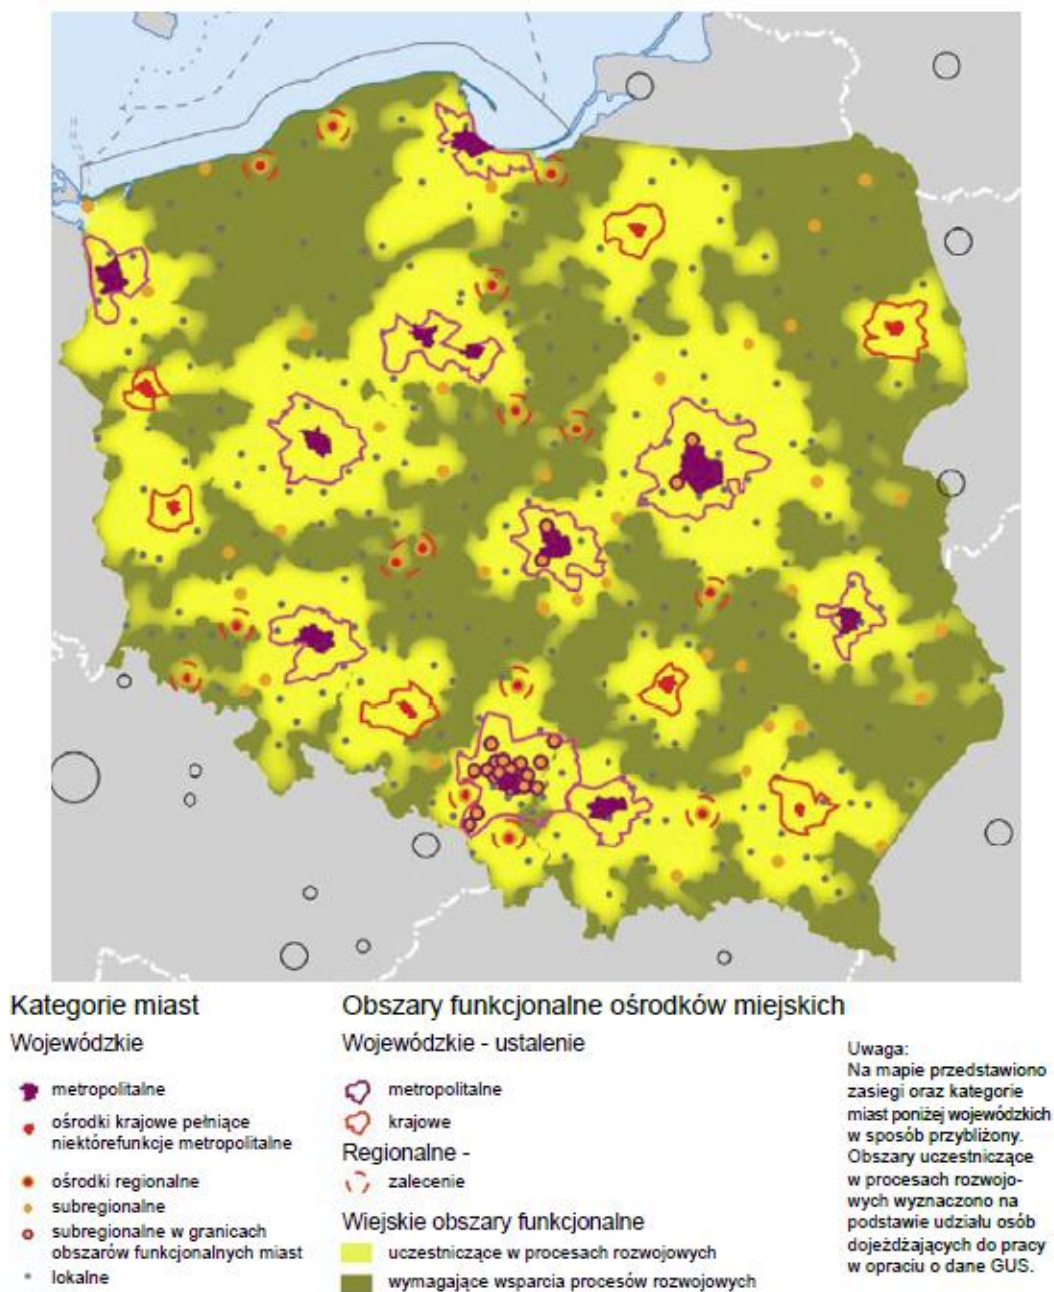 Kategorie miast
Wojewódzkie
metropolitalne
ośrodki krajowe pełniące
niektórefunkcje metropolitalne
ośrodki regionalne
subregionalne
subregionalne w granicach
obszarów funkcjonalnych miast
lokalne
Obszary funkcjonalne ośrodków miejskich
Wojewódzkie - ustalenie
metropolitalne
krajowe
Regionalne -
zalecenie
Wiejskie obszary funkcjonalne
uczestniczące w procesach rozwojowych
wymagające wsparcia procesów rozwojowych
Uwaga:
Na mapie przedstawiono
zasiegi oraz kategorie
miast poniżej wojewódzkich
w sposób przybliżony.
Obszary uczestniczące
w procesach rozwojo-
wych wyznaczono na
podstawie udziału osób
dojeżdżających do pracy
w opraciu o dane GUS.